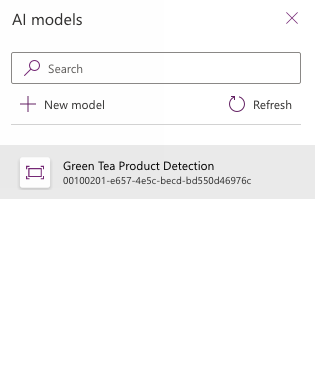 AI models
Search
New model
Refresh
Green Tea Product Detection
00100201-e657-4e5c-becd-bd550d46976c